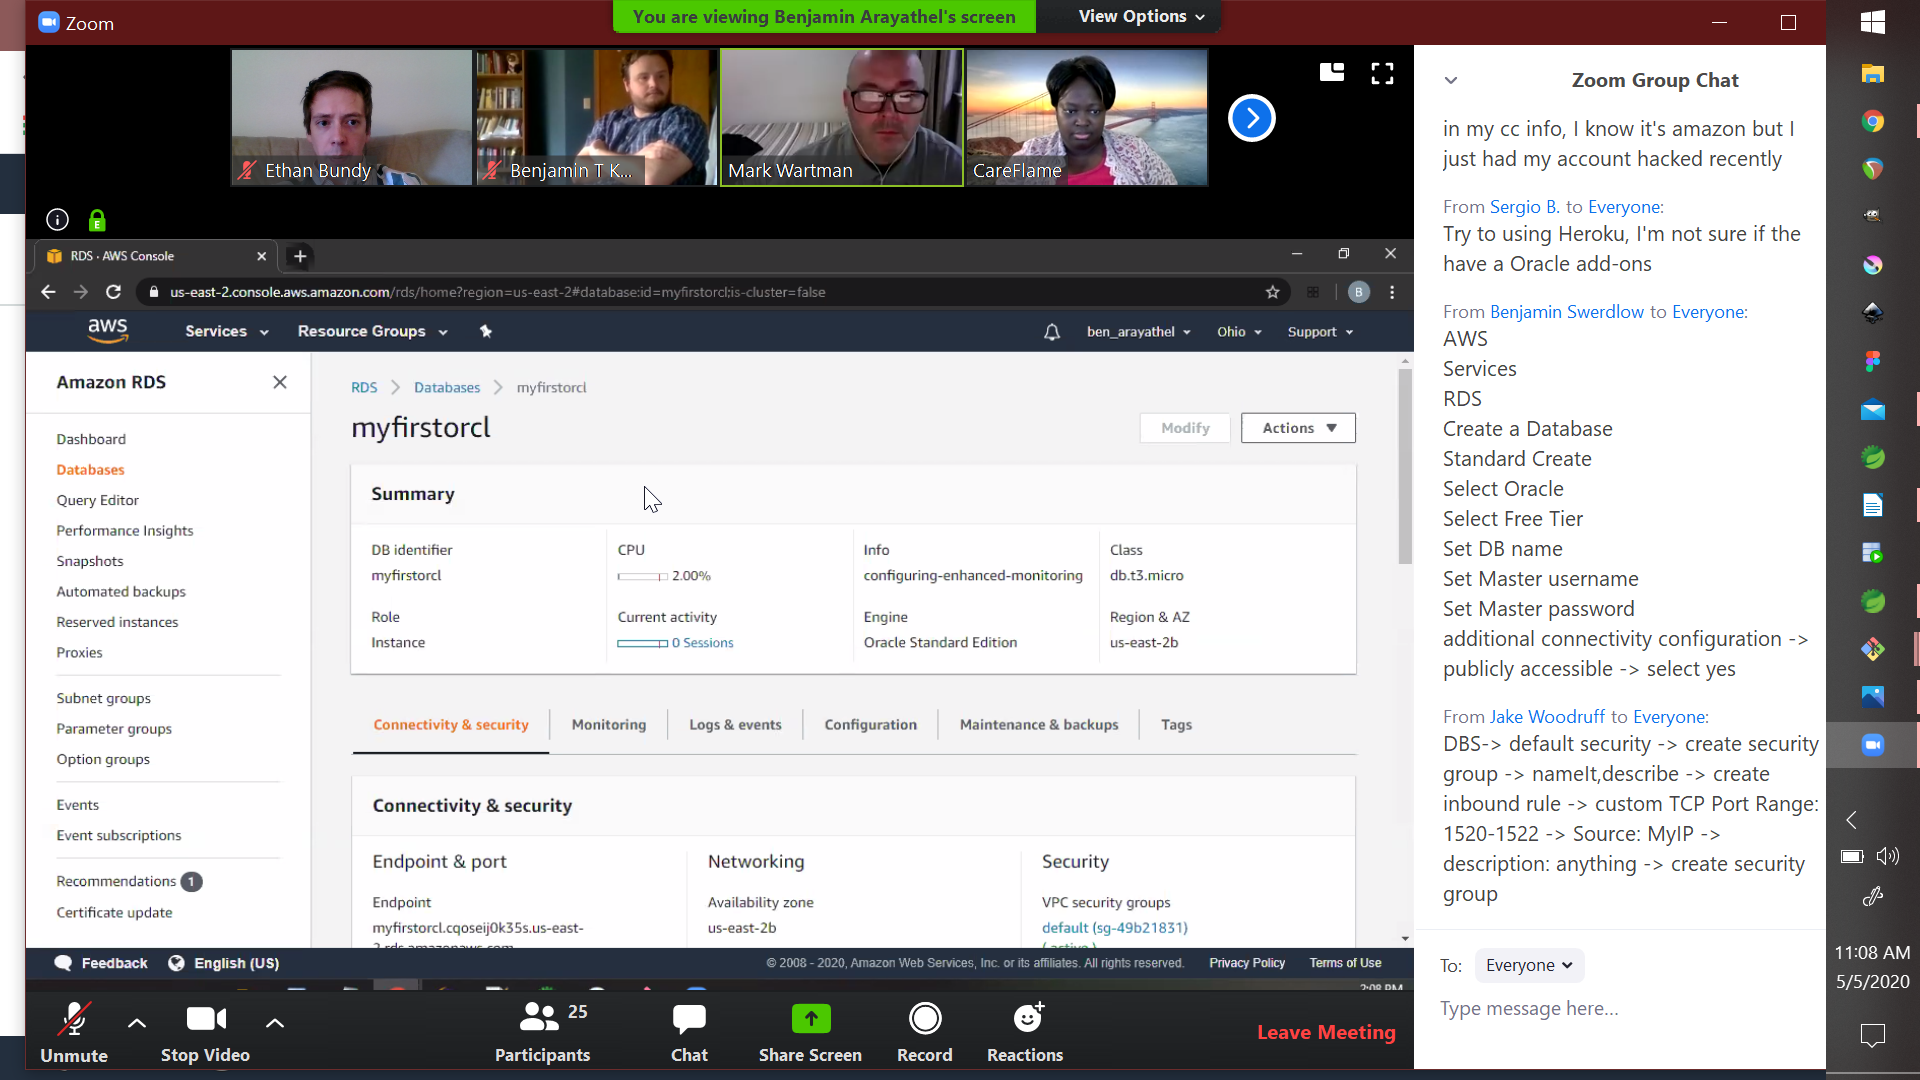 Zoom
You are viewing Benjamin Arayathel's screen
View Options
Ethan Bundy
Benjamin T K...
Mark Wartman
CareFlame
RDS · AWS Console
us-east-2.console.aws.amazon.com/rds/home?region=us-east-2#database:id=myfirstorcl;is-cluster=false
B
aws
Services
Resource Groups
ben_arayathel
Ohio
Support
Amazon RDS
Dashboard
Databases
Query Editor
Performance Insights
Snapshots
Automated backups
Reserved instances
Proxies
Subnet groups
Parameter groups
Option groups
Events
Event subscriptions
Recommendations 1
Certificate update
RDS
Databases
myfirstorcl
myfirstorcl
Modify
Actions
Summary
DB identifier
myfirstorcl
CPU
2.00%
Info
configuring-enhanced-monitoring
Class
db.t3.micro
Role
Instance
Current activity
0 Sessions
Engine
Oracle Standard Edition
Region & AZ
us-east-2b
Connectivity & security
Monitoring
Logs & events
Configuration
Maintenance & backups
Tags
Connectivity & security
Endpoint & port
Endpoint
myfirstorcl.cqoseij0k35s.us-east-
2.rds.amazonaws.com
Networking
Availability zone
us-east-2b
Security
VPC security groups
default (sg-49b21831)
( active )
Feedback
English (US)
© 2008 - 2020, Amazon Web Services, Inc. or its affiliates. All rights reserved.
Privacy Policy
Terms of Use
2:08 PM
Unmute
Stop Video
25
Participants
Chat
Share Screen
Record
Reactions
Leave Meeting
Zoom Group Chat
in my cc info, I know it's amazon but I
just had my account hacked recently
From Sergio B. to Everyone:
Try to using Heroku, I'm not sure if the
have a Oracle add-ons
From Benjamin Swerdlow to Everyone:
AWS
Services
RDS
Create a Database
Standard Create
Select Oracle
Select Free Tier
Set DB name
Set Master username
Set Master password
additional connectivity configuration ->
publicly accessible -> select yes
From Jake Woodruff to Everyone:
DBS-> default security -> create security
group -> nameIt,describe -> create
inbound rule -> custom TCP Port Range:
1520-1522 -> Source: MyIP ->
description: anything -> create security
group
To: Everyone
Type message here...
11:08 AM
5/5/2020